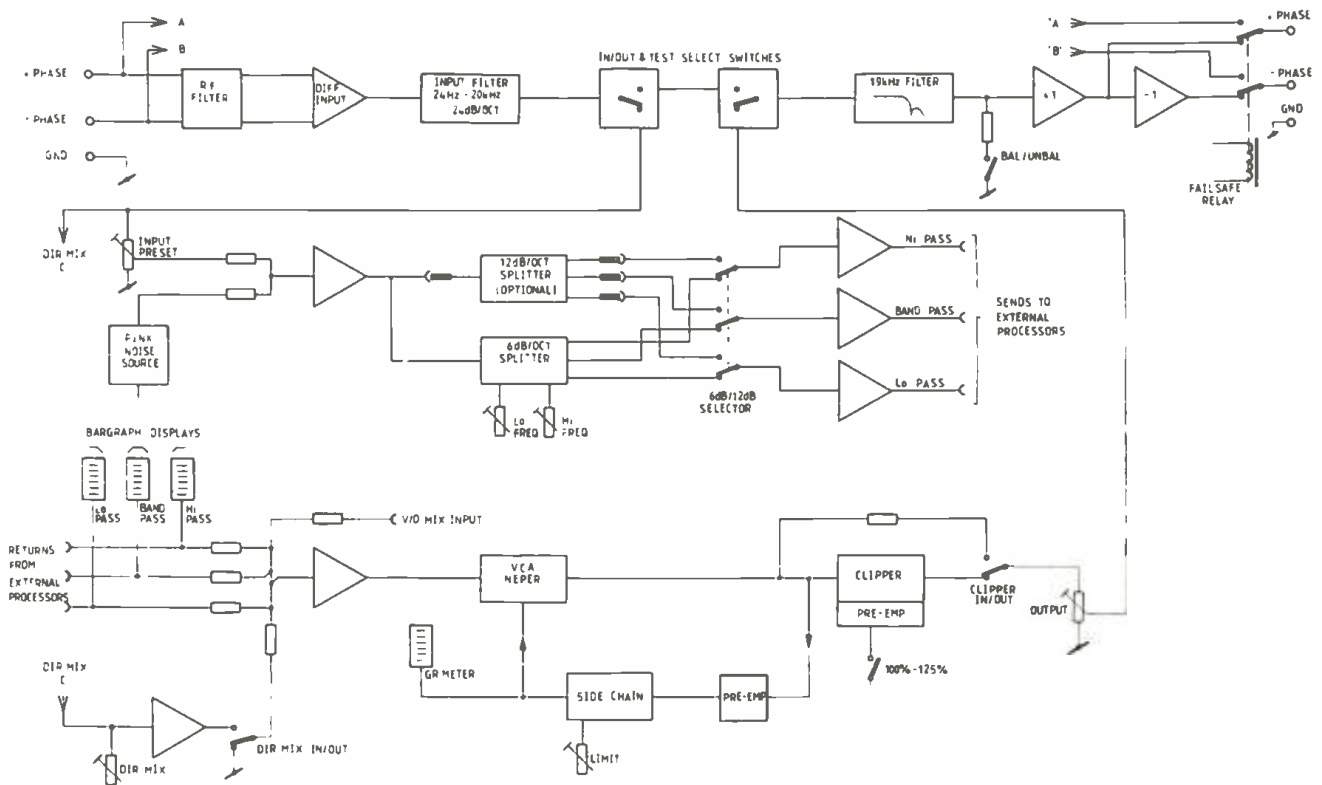 A
B
+ PHASE
- PHASE
GND
RF
FILTER
DIFF
INPUT
INPUT FILTER
24Hz - 20kHz
24dB/OCT
IN/OUT & TEST SELECT SWITCHES
19kHz FILTER
BAL/UNBAL
+1
-1
'A'
'B'
+ PHASE
- PHASE
GND
FAILSAFE
RELAY
DIR MIX
C
INPUT
PRESET
PINK
NOISE
SOURCE
12dB/OCT
SPLITTER
(OPTIONAL)
6dB/OCT
SPLITTER
Lo
FREQ
Hi
FREQ
6dB/12dB
SELECTOR
Hi PASS
BAND PASS
Lo PASS
SENDS TO
EXTERNAL
PROCESSORS
BARGRAPH DISPLAYS
Lo
PASS
BAND
PASS
Hi
PASS
V/O MIX INPUT
RETURNS
FROM
EXTERNAL
PROCESSORS
VCA
NEPER
CLIPPER
PRE-EMP
CLIPPER
IN/OUT
OUTPUT
100% -125%
GR METER
SIDE CHAIN
PRE-EMP
LIMIT
DIR MIX
C
DIR MIX IN/OUT
DIR MIX